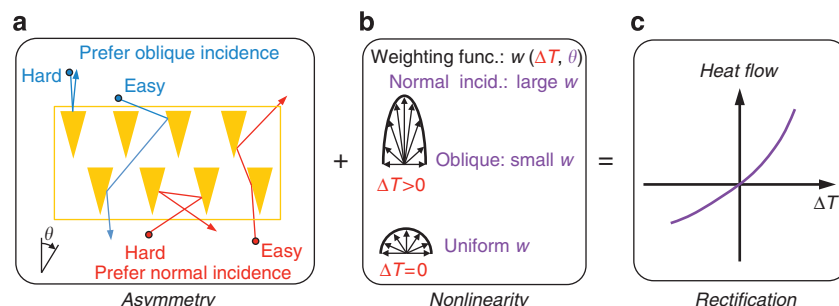 a
Prefer oblique incidence
Hard
Easy
θ
Hard
Easy
Prefer normal incidence
Asymmetry
+
b
Weighting func.: w (ΔT, θ)
Normal incid.: large w
Oblique: small w
ΔT>0
Uniform w
ΔT=0
Nonlinearity
=
c
Heat flow
ΔT
Rectification